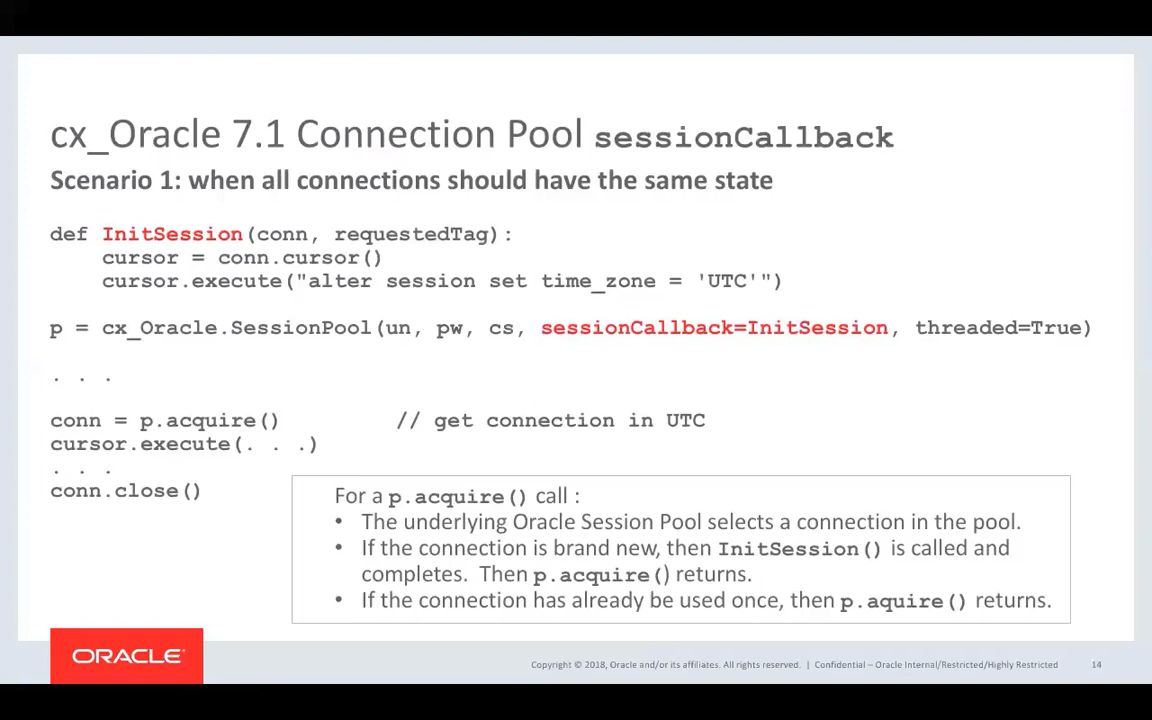 cx_Oracle 7.1 Connection Pool sessionCallback
Scenario 1: when all connections should have the same state
def InitSession(conn, requestedTag):
    cursor = conn.cursor()
    cursor.execute("alter session set time_zone = 'UTC'")
p = cx_Oracle.SessionPool(un, pw, cs, sessionCallback=InitSession, threaded=True)
. . .
conn = p.acquire()         // get connection in UTC
cursor.execute(. . .)
. . .
conn.close()
For a p.acquire() call :
• The underlying Oracle Session Pool selects a connection in the pool.
• If the connection is brand new, then InitSession() is called and
completes. Then p.acquire() returns.
• If the connection has already be used once, then p.aquire() returns.
ORACLE®
Copyright © 2018, Oracle and/or its affiliates. All rights reserved. | Confidential – Oracle Internal/Restricted/Highly Restricted 14